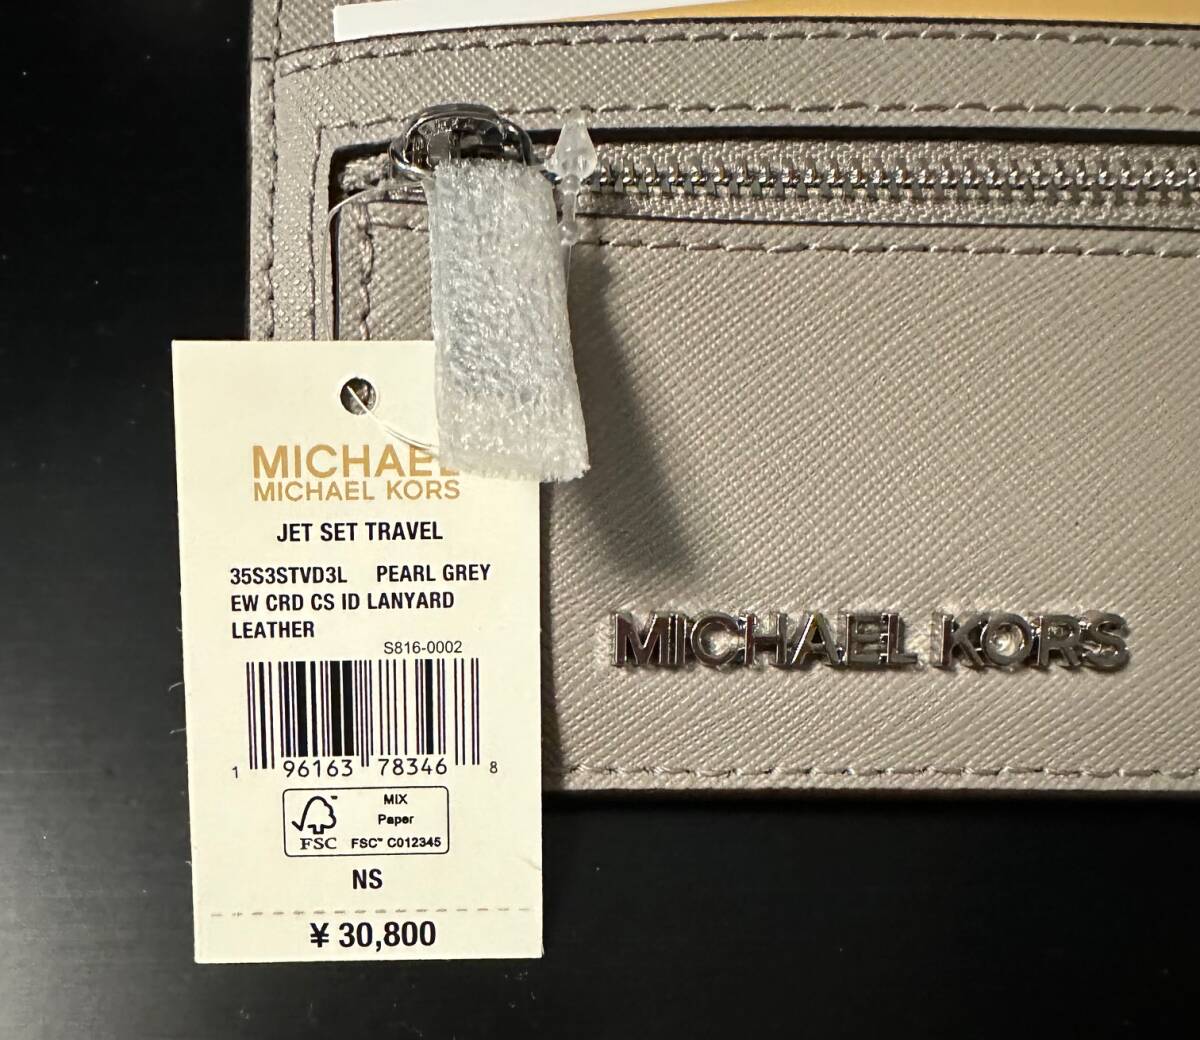 MICHAEL
MICHAEL KORS
JET SET TRAVEL
35S3STVD3L PEARL GREY
EW CRD CS ID LANYARD
LEATHER
S816-0002
1 96163 78346 8
FSC
MIX
Paper
FSC™ C012345
NS
¥ 30,800
MICHAEL KORS